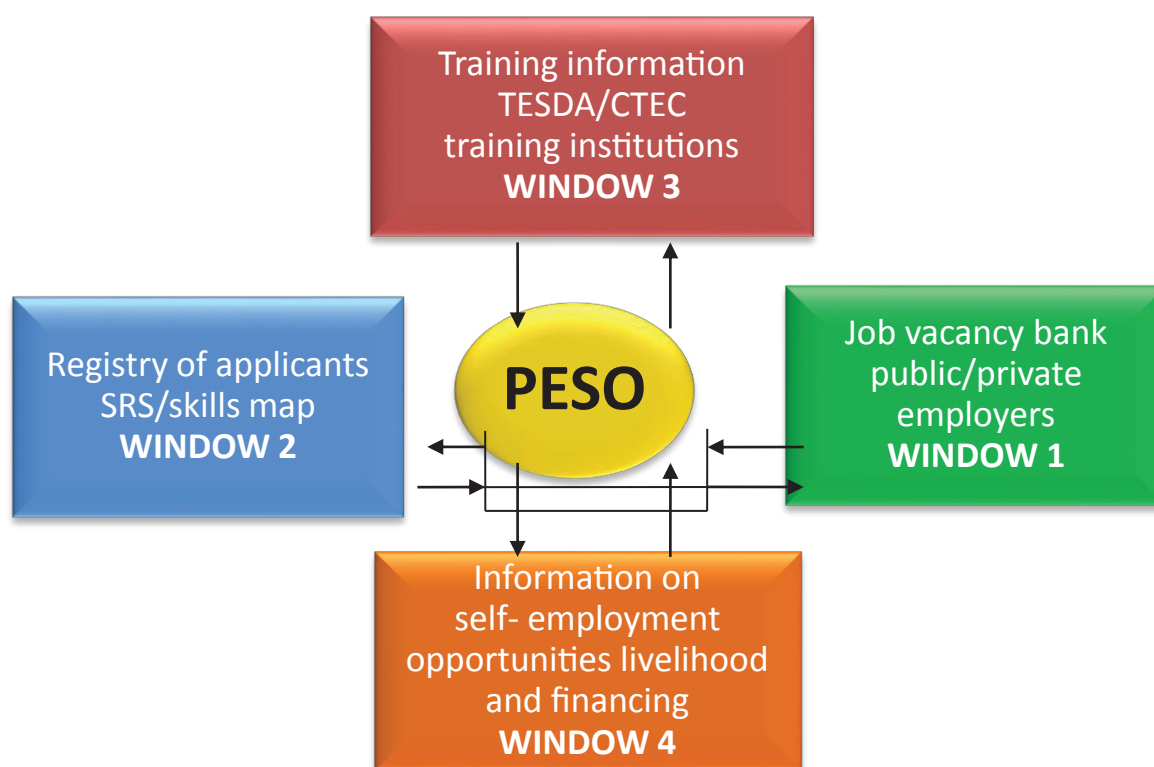 Training information
TESDA/CTEC
training institutions
WINDOW 3
Registry of applicants
SRS/skills map
WINDOW 2
PESO
Job vacancy bank
public/private
employers
WINDOW 1
Information on
self- employment
opportunities livelihood
and financing
WINDOW 4